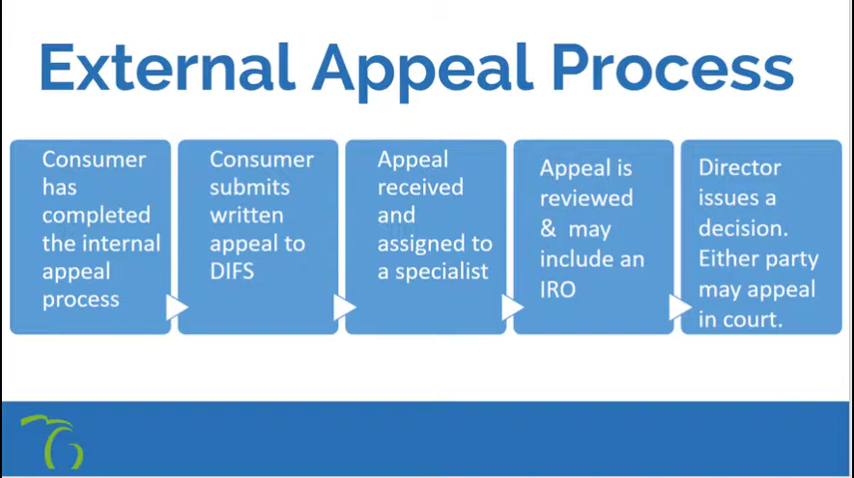 External Appeal Process
Consumer
has
completed
the internal
appeal
process
Consumer
submits
written
appeal to
DIFS
Appeal
received
and
assigned to
a specialist
Appeal is
reviewed
& may
include an
IRO
Director
issues a
decision.
Either party
may appeal
in court.